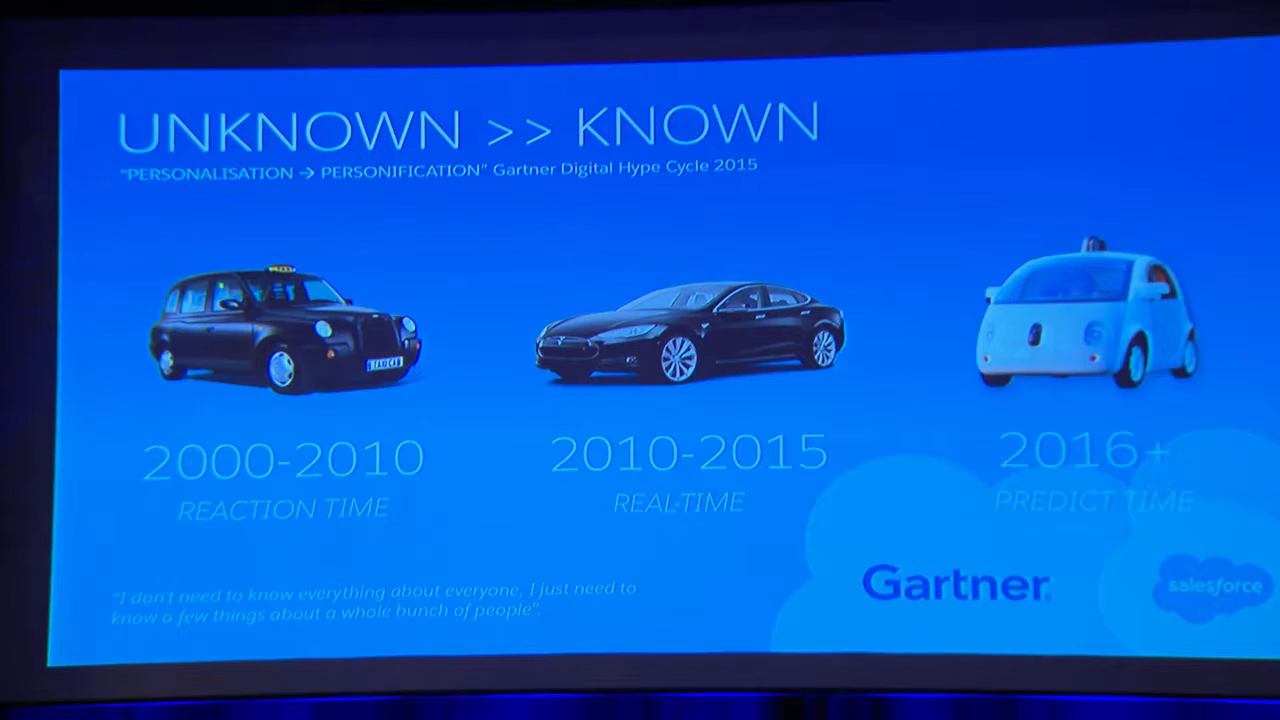 UNKNOWN >> KNOWN
"PERSONALISATION → PERSONIFICATION" Gartner Digital Hype Cycle 2015
2000-2010
REACTION TIME
2010-2015
REAL-TIME
2016+
PREDICT TIME
"I don't need to know everything about everyone, I just need to
know a few things about a whole bunch of people".
Gartner
salesforce